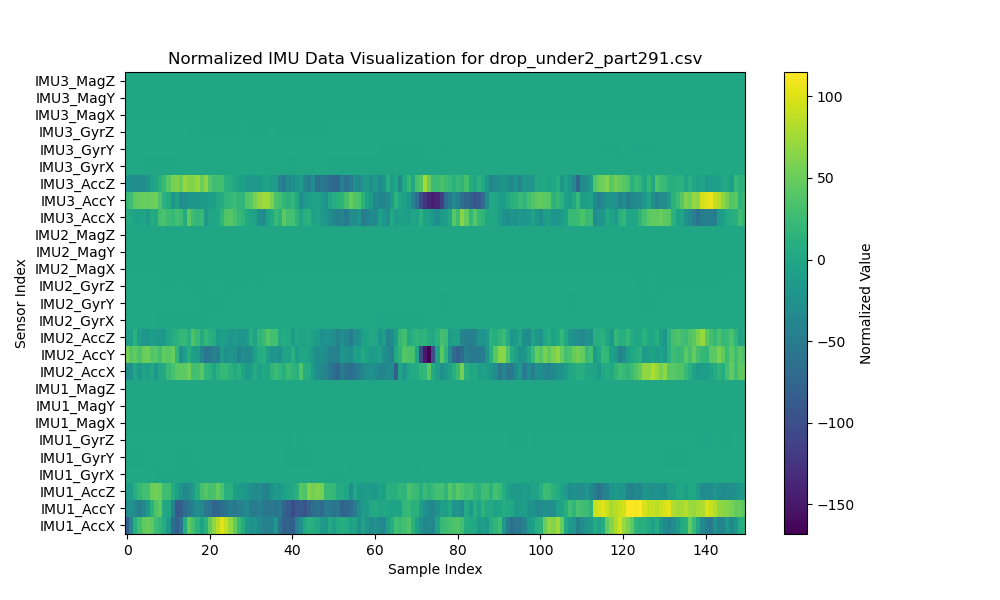 Normalized IMU Data Visualization for drop_under2_part291.csv
IMU3_MagZ
IMU3_MagY
IMU3_MagX
IMU3_GyrZ
IMU3_GyrY
IMU3_GyrX
IMU3_AccZ
IMU3_AccY
IMU3_AccX
IMU2_MagZ
IMU2_MagY
IMU2_MagX
IMU2_GyrZ
IMU2_GyrY
IMU2_GyrX
IMU2_AccZ
IMU2_AccY
IMU2_AccX
IMU1_MagZ
IMU1_MagY
IMU1_MagX
IMU1_GyrZ
IMU1_GyrY
IMU1_GyrX
IMU1_AccZ
IMU1_AccY
IMU1_AccX
Sensor Index
0 20 40 60 80 100 120 140
Sample Index
100
50
0
−50
−100
−150
Normalized Value